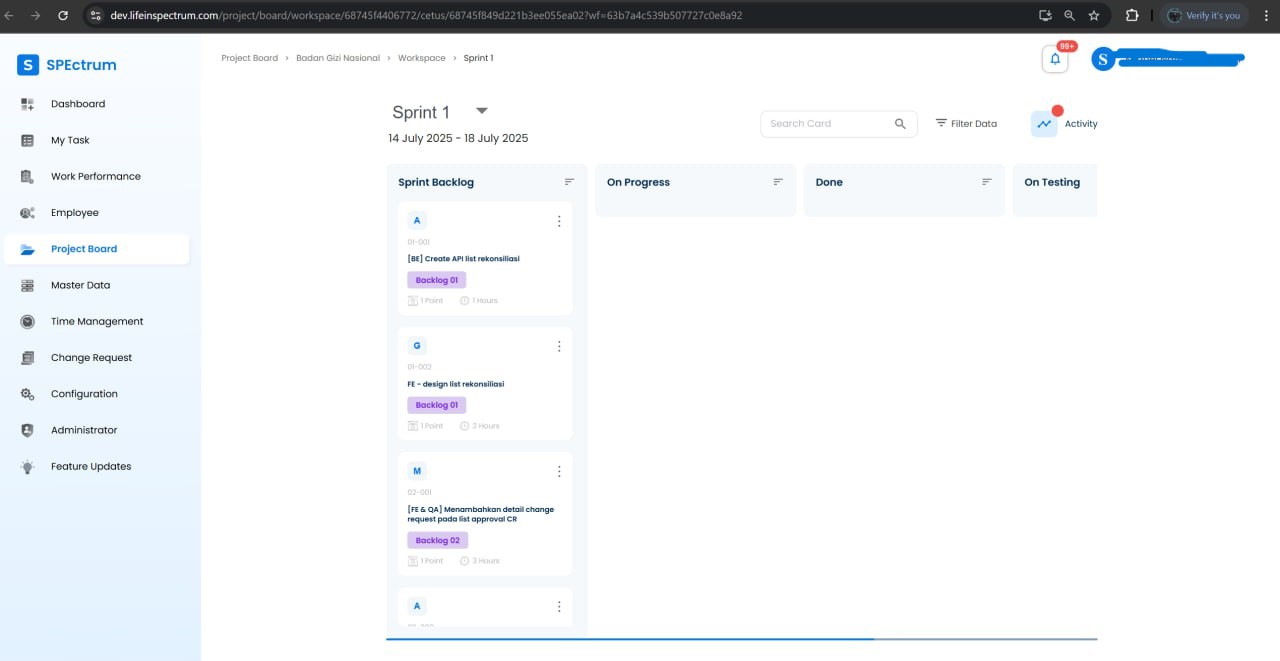 dev.lifeinspectrum.com/project/board/workspace/68745f4406772/cetus/68745f849d221b3ee055ea02?wf=63b7a4c539b507727c0e8a92
Verify it's you
S SPEctrum
Dashboard
My Task
Work Performance
Employee
Project Board
Master Data
Time Management
Change Request
Configuration
Administrator
Feature Updates
Project Board › Badan Gizi Nasional › Workspace › Sprint 1
99+
S
Sprint 1
14 July 2025 - 18 July 2025
Search Card
Filter Data
Activity
Sprint Backlog
A
01-001
[BE] Create API list rekonsiliasi
Backlog 01
1 Point 1 Hours
G
01-002
FE - design list rekonsiliasi
Backlog 01
1 Point 3 Hours
M
02-001
[FE & QA] Menambahkan detail change
request pada list approval CR
Backlog 02
1 Point 3 Hours
A
On Progress
Done
On Testing